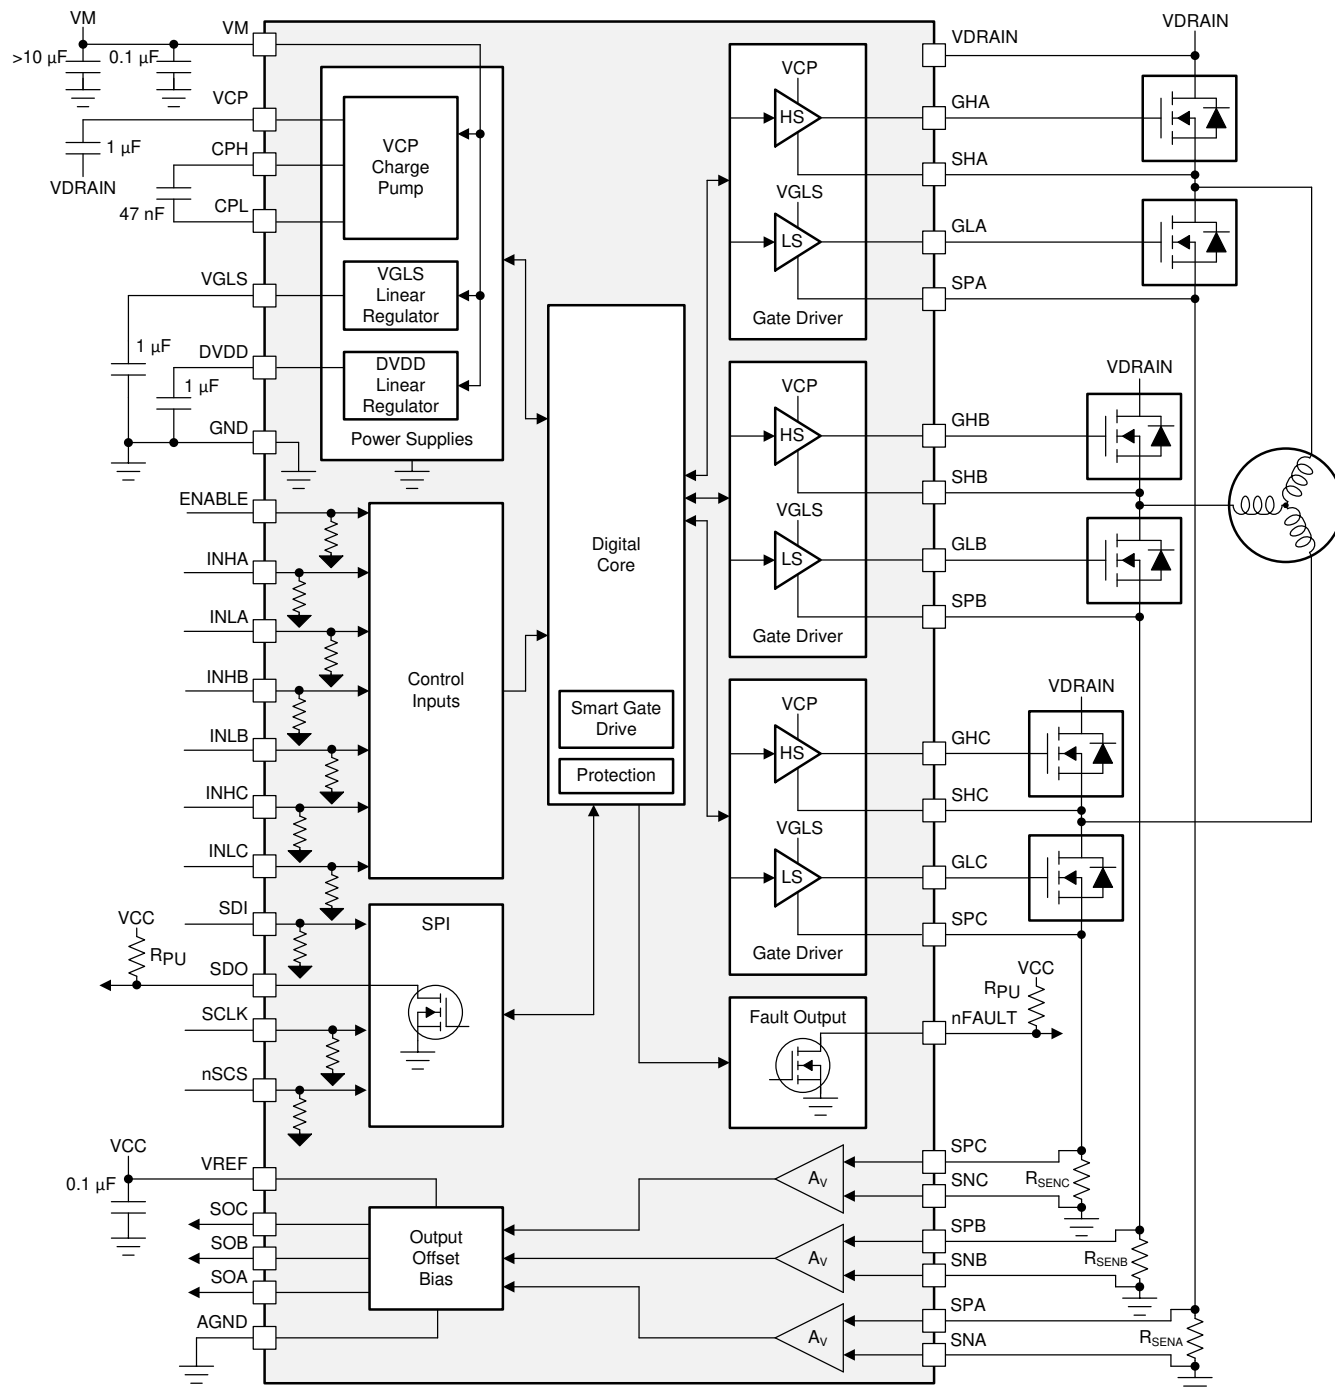 VM
VM
>10 µF
0.1 µF
VCP
1 µF
VDRAIN
CPH
47 nF
CPL
VGLS
1 µF
DVDD
1 µF
GND
VCP
Charge
Pump
VGLS
Linear
Regulator
DVDD
Linear
Regulator
Power Supplies
ENABLE
INHA
INLA
INHB
INLB
INHC
INLC
Control
Inputs
SDI
VCC
RPU
SDO
SCLK
nSCS
SPI
VCC
0.1 µF
VREF
SOC
SOB
SOA
AGND
Output
Offset
Bias
Digital
Core
Smart Gate
Drive
Protection
VCP
HS
VGLS
LS
Gate Driver
VCP
HS
VGLS
LS
Gate Driver
VCP
HS
VGLS
LS
Gate Driver
Fault Output
AV
AV
AV
VDRAIN
VDRAIN
GHA
SHA
GLA
SPA
VDRAIN
GHB
SHB
GLB
SPB
VDRAIN
GHC
SHC
GLC
SPC
VCC
RPU
nFAULT
SPC
SNC
RSENC
SPB
SNB
RSENB
SPA
SNA
RSENA